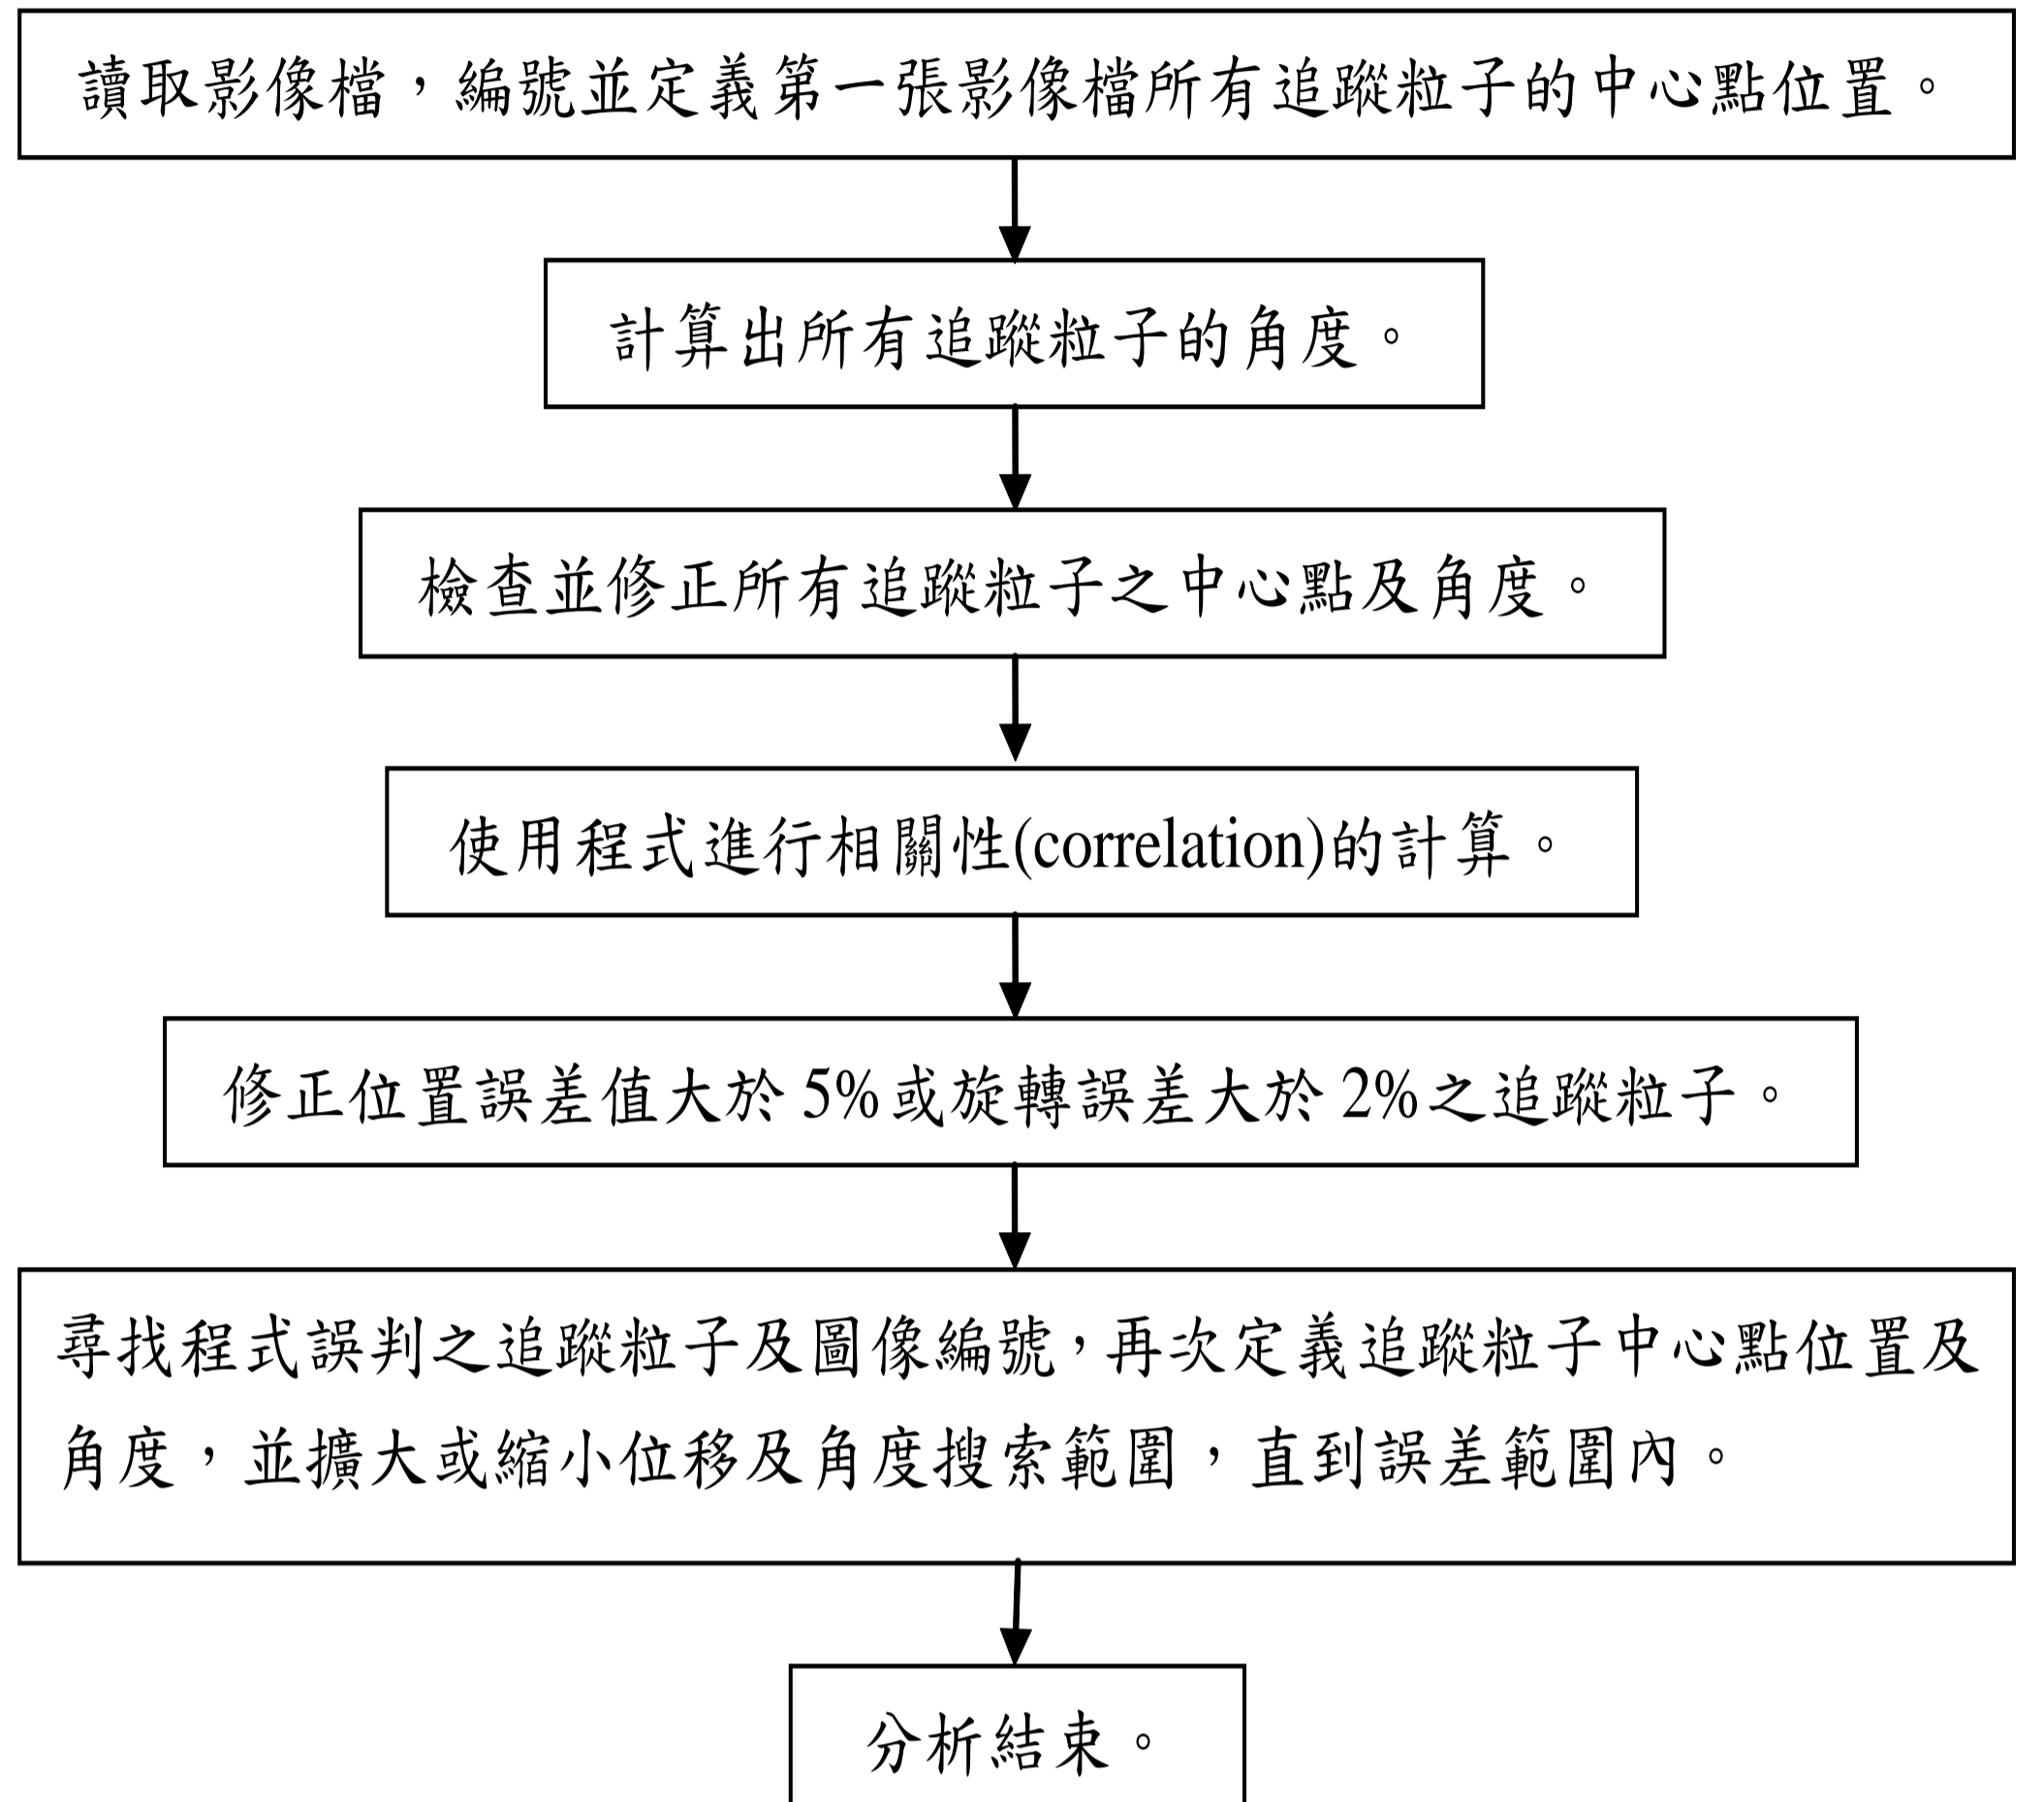 讀取影像檔，編號並定義第一張影像檔所有追蹤粒子的中心點位置。
計算出所有追蹤粒子的角度。
檢查並修正所有追蹤粒子之中心點及角度。
使用程式進行相關性(correlation)的計算。
修正位置誤差值大於 5%或旋轉誤差大於 2%之追蹤粒子。
尋找程式誤判之追蹤粒子及圖像編號，再次定義追蹤粒子中心點位置及
角度，並擴大或縮小位移及角度搜索範圍，直到誤差範圍內。
分析結束。